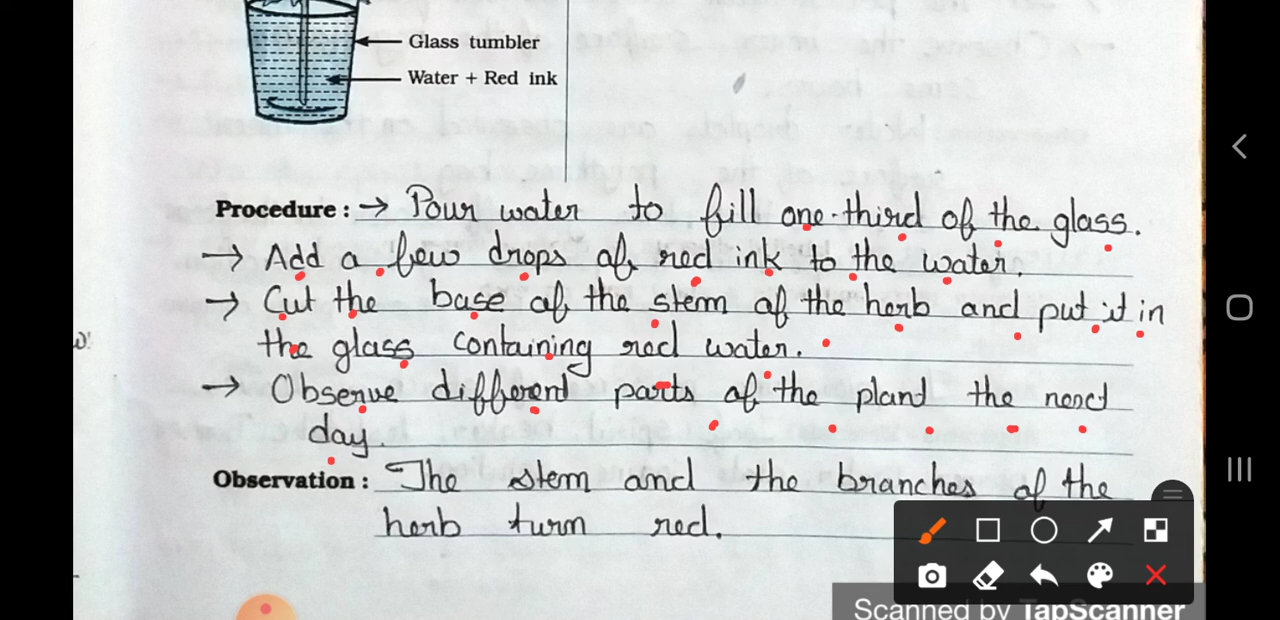 Glass tumbler
Water + Red ink
Procedure : → Pour water to fill one-third of the glass.
→ Add a few drops of red ink to the water.
→ Cut the base of the stem of the herb and put it in
the glass containing red water.
→ Observe different parts of the plant the next
day.
Observation : The stem and the branches of the
herb turn red.
Scanned by TapScanner